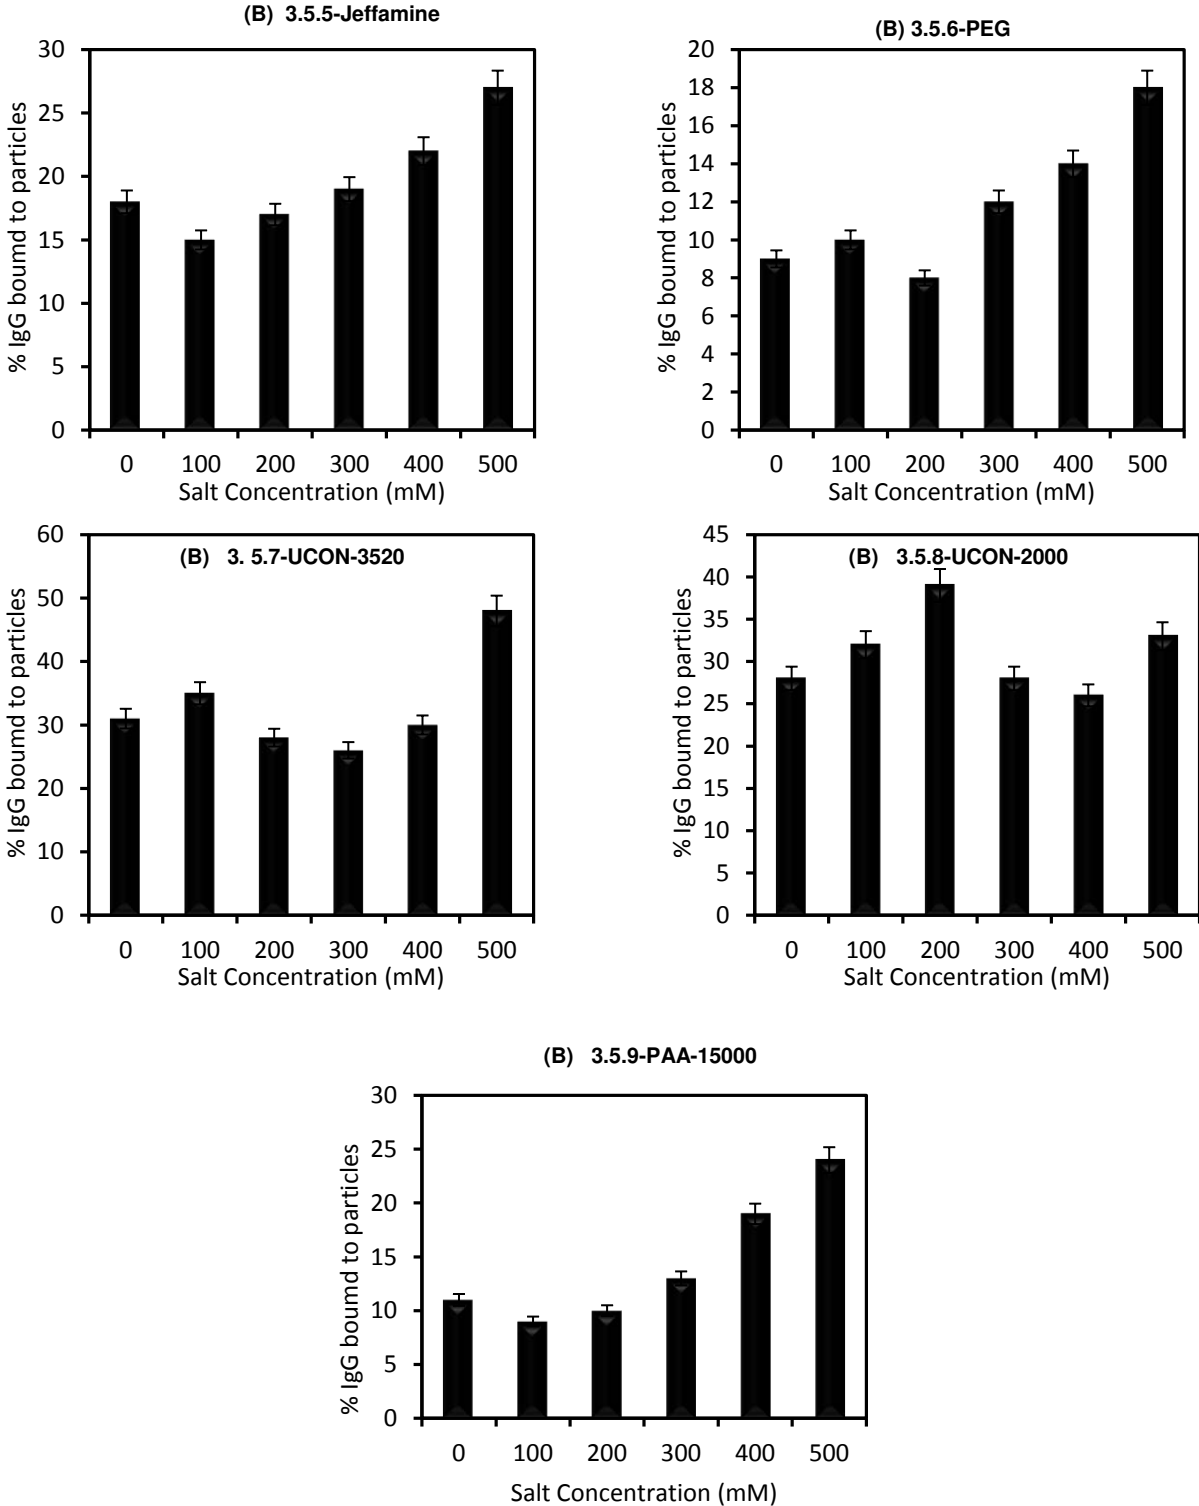 (B) 3.5.5-Jeffamine
30
25
20
15
10
5
0
% IgG boumd to particles
0 100 200 300 400 500
Salt Concentration (mM)
(B) 3.5.6-PEG
20
18
16
14
12
10
8
6
4
2
0
% IgG boumd to particles
0 100 200 300 400 500
Salt Concentration (mM)
(B) 3. 5.7-UCON-3520
60
50
40
30
20
10
0
% IgG boumd to particles
0 100 200 300 400 500
Salt Concentration (mM)
(B) 3.5.8-UCON-2000
45
40
35
30
25
20
15
10
5
0
% IgG boumd to particles
0 100 200 300 400 500
Salt Concentration (mM)
(B) 3.5.9-PAA-15000
30
25
20
15
10
5
0
% IgG boumd to particles
0 100 200 300 400 500
Salt Concentration (mM)